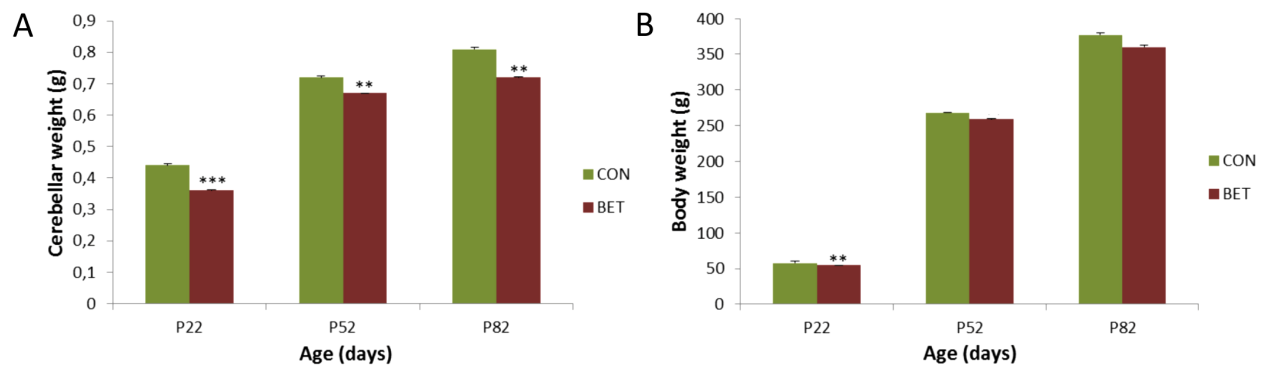 A
Cerebellar weight (g)
0,9
0,8
0,7
0,6
0,5
0,4
0,3
0,2
0,1
0
***
**
**
P22
P52
P82
Age (days)
CON
BET
B
Body weight (g)
400
350
300
250
200
150
100
50
0
**
P22
P52
P82
Age (days)
CON
BET